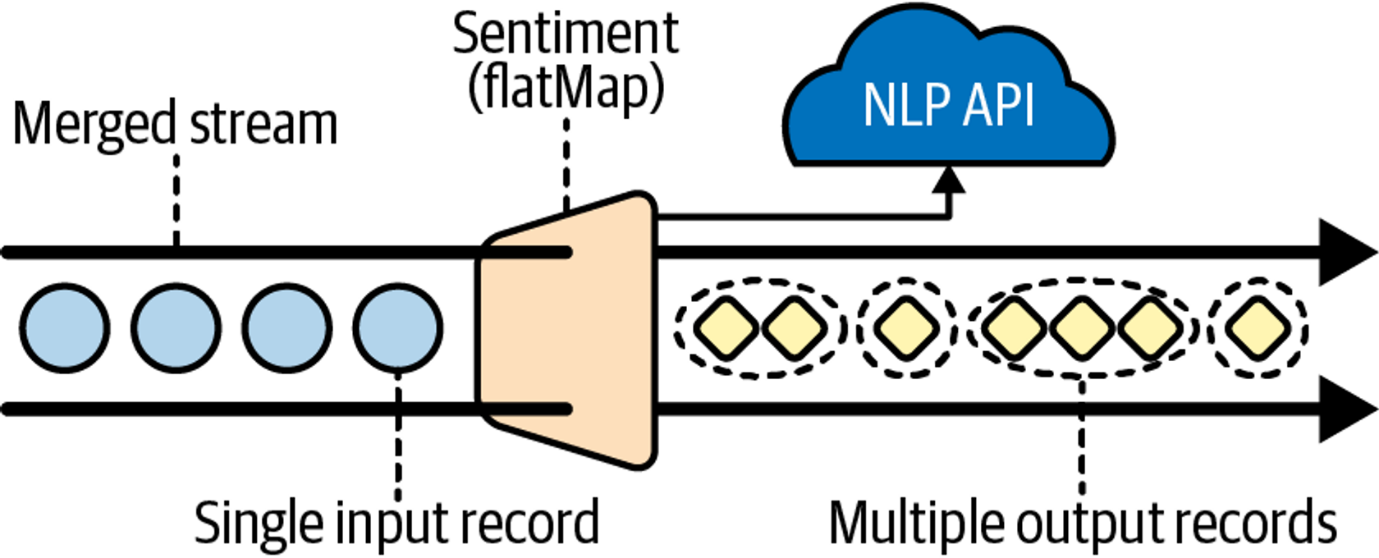 Sentiment
(flatMap)
NLP API
Merged stream
Single input record
Multiple output records